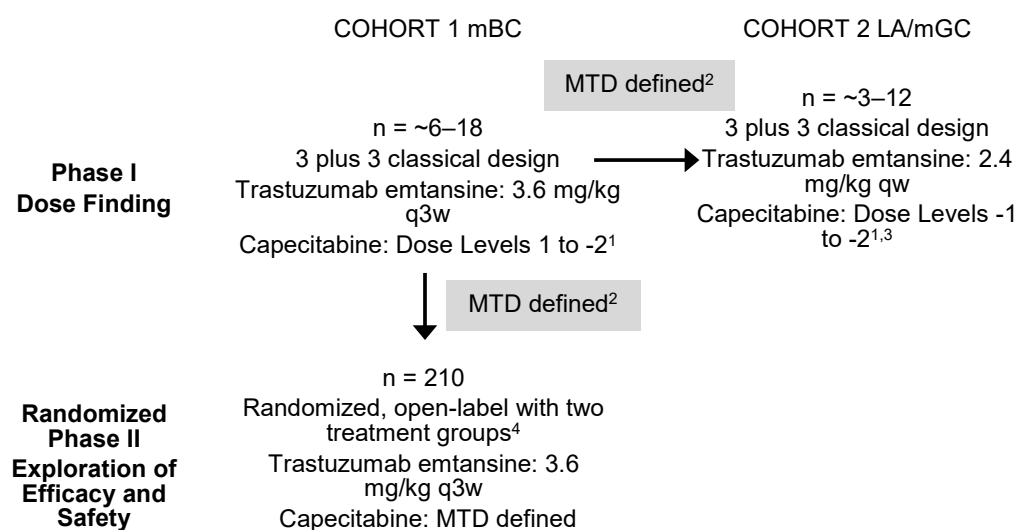 COHORT 1 mBC
COHORT 2 LA/mGC
MTD defined²
Phase I
Dose Finding
n = ~6–18
3 plus 3 classical design
Trastuzumab emtansine: 3.6 mg/kg
q3w
Capecitabine: Dose Levels 1 to -2¹
n = ~3–12
3 plus 3 classical design
Trastuzumab emtansine: 2.4
mg/kg qw
Capecitabine: Dose Levels -1
to -2¹,³
MTD defined²
Randomized
Phase II
Exploration of
Efficacy and
Safety
n = 210
Randomized, open-label with two
treatment groups⁴
Trastuzumab emtansine: 3.6
mg/kg q3w
Capecitabine: MTD defined